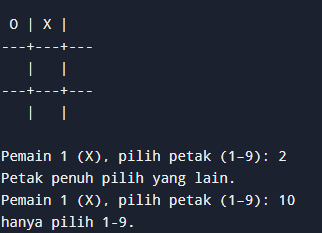 O | X |
---+---+---
   |   |
---+---+---
   |   |

Pemain 1 (X), pilih petak (1-9): 2
Petak penuh pilih yang lain.
Pemain 1 (X), pilih petak (1-9): 10
hanya pilih 1-9.